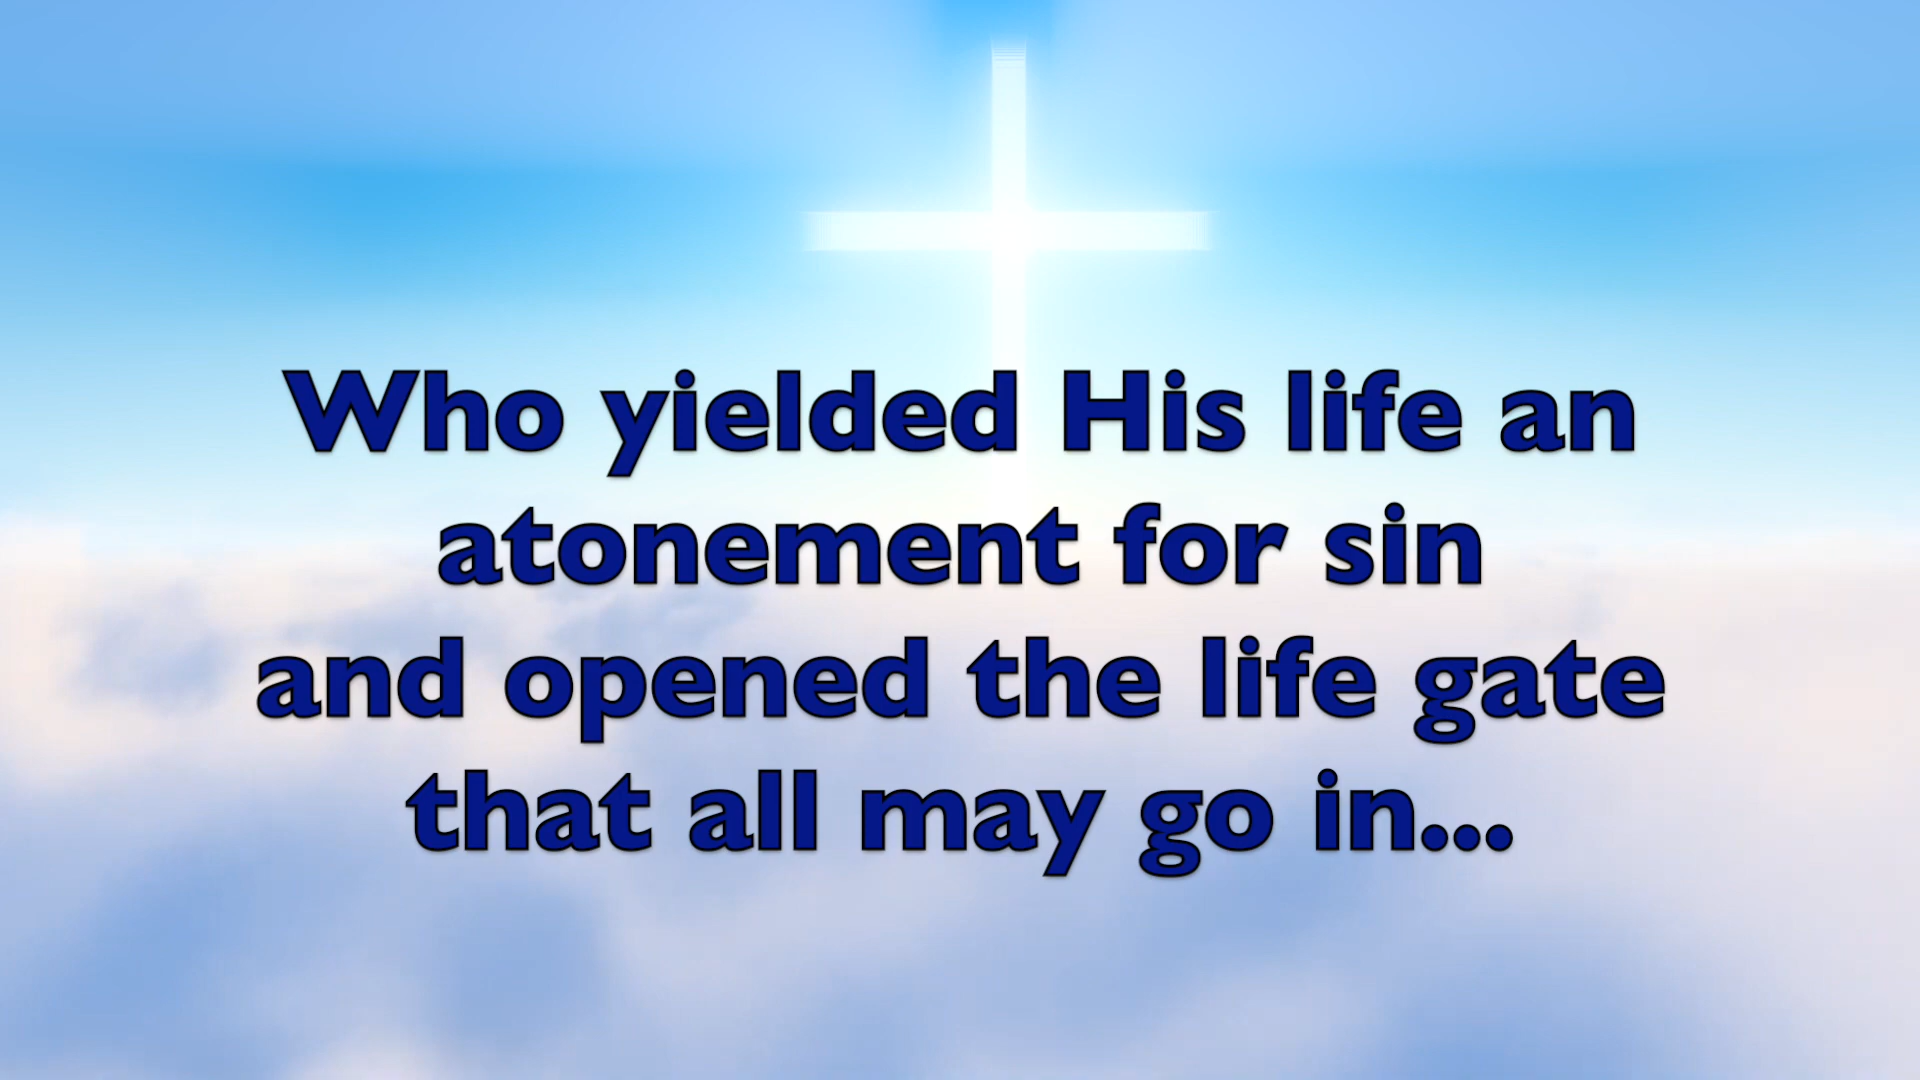 Who yielded His life an
atonement for sin
and opened the life gate
that all may go in...